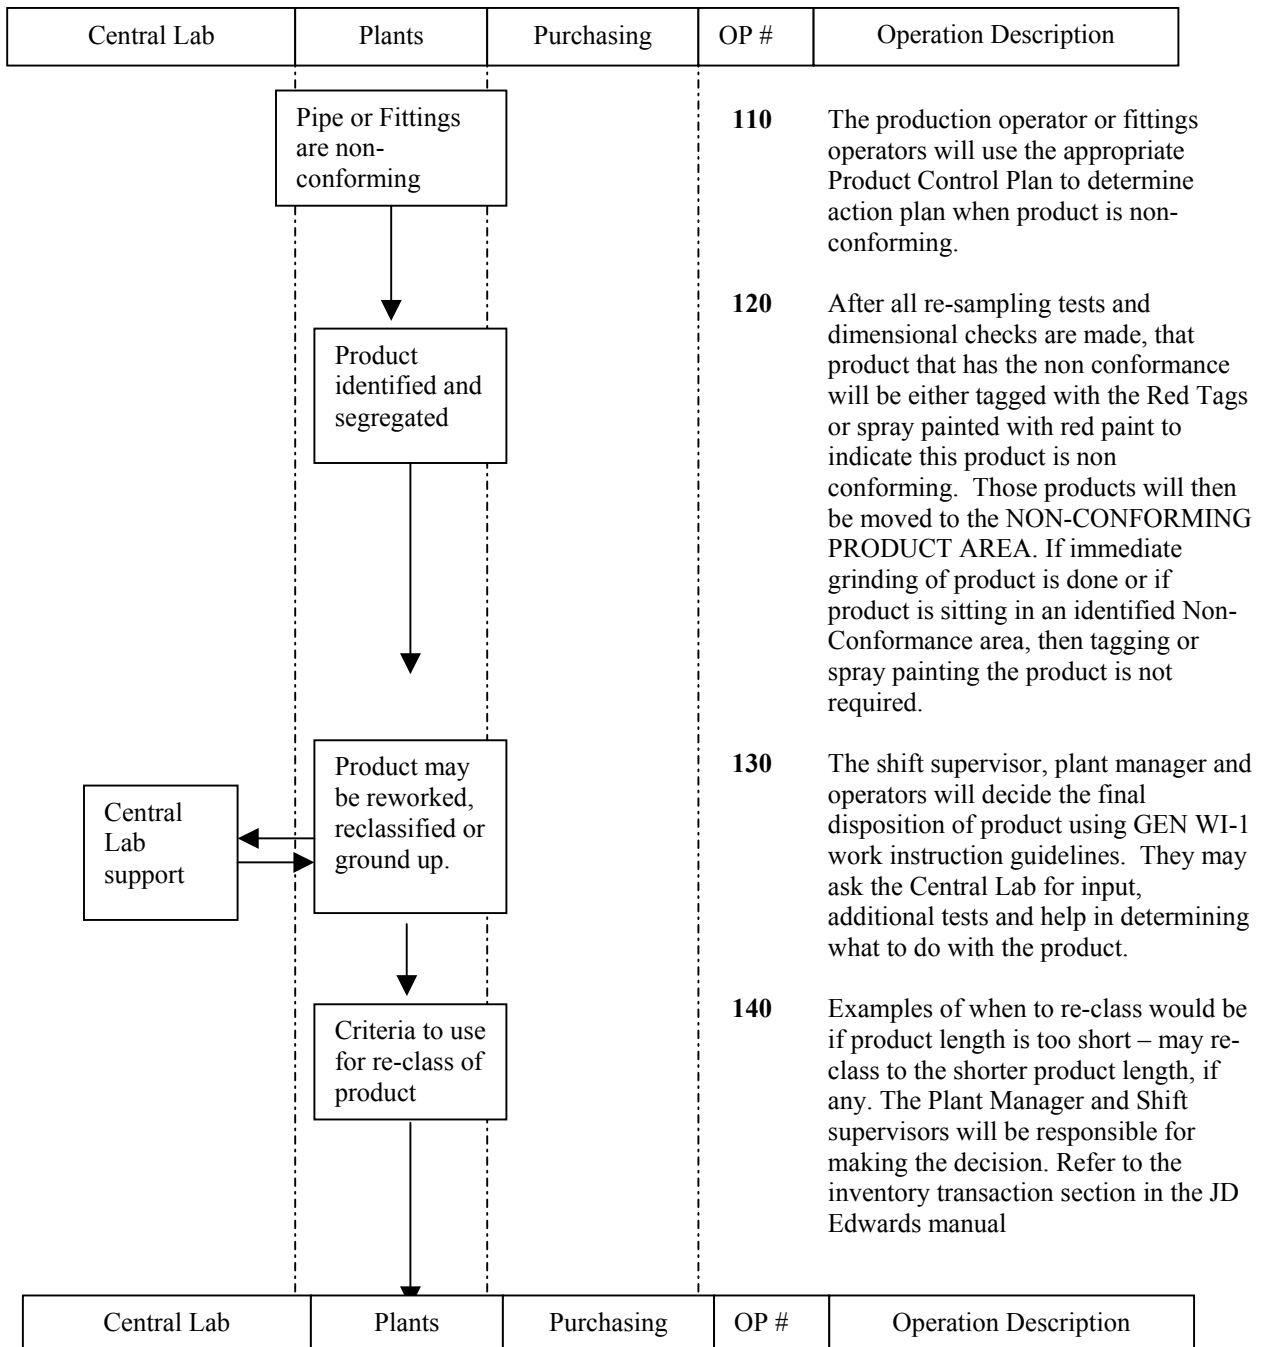 Central Lab Plants Purchasing OP # Operation Description
Pipe or Fittings
are non-
conforming
110 The production operator or fittings
operators will use the appropriate
Product Control Plan to determine
action plan when product is non-
conforming.
Product
identified and
segregated
120 After all re-sampling tests and
dimensional checks are made, that
product that has the non conformance
will be either tagged with the Red Tags
or spray painted with red paint to
indicate this product is non
conforming.  Those products will then
be moved to the NON-CONFORMING
PRODUCT AREA. If immediate
grinding of product is done or if
product is sitting in an identified Non-
Conformance area, then tagging or
spray painting the product is not
required.
Central
Lab
support
Product may
be reworked,
reclassified or
ground up.
130 The shift supervisor, plant manager and
operators will decide the final
disposition of product using GEN WI-1
work instruction guidelines.  They may
ask the Central Lab for input,
additional tests and help in determining
what to do with the product.
Criteria to use
for re-class of
product
140 Examples of when to re-class would be
if product length is too short – may re-
class to the shorter product length, if
any. The Plant Manager and Shift
supervisors will be responsible for
making the decision. Refer to the
inventory transaction section in the JD
Edwards manual
Central Lab Plants Purchasing OP # Operation Description